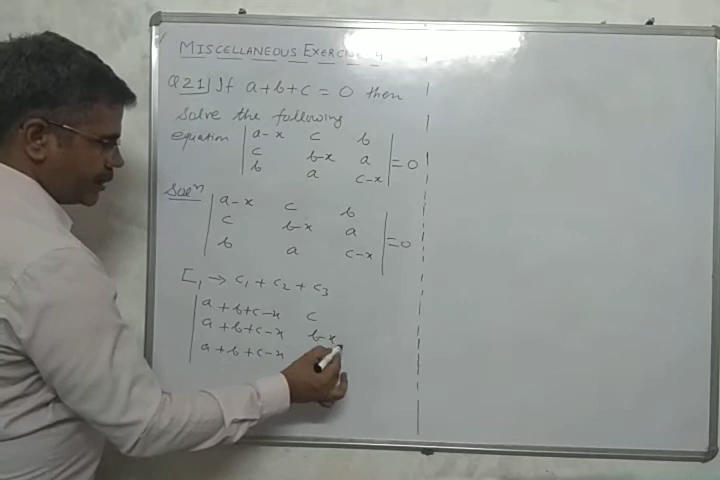 MISCELLANEOUS EXERCISE 4
Q21) If a+b+c = 0 then
solve the following
equation | a-x c b |
| c b-x a | = 0
| b a c-x |
Solⁿ | a-x c b |
| c b-x a | = 0
| b a c-x |
C₁ → c₁ + c₂ + c₃
| a+b+c-x c
| a+b+c-x b-x
| a+b+c-x